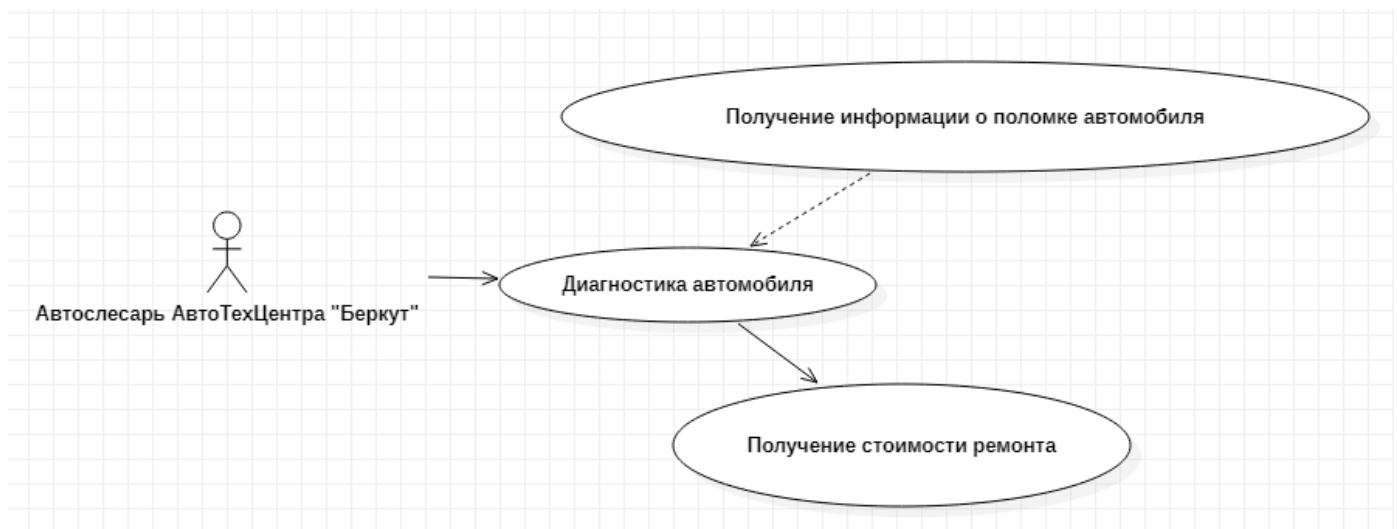 Получение информации о поломке автомобиля
Диагностика автомобиля
Автослесарь АвтоТехЦентра "Беркут"
Получение стоимости ремонта